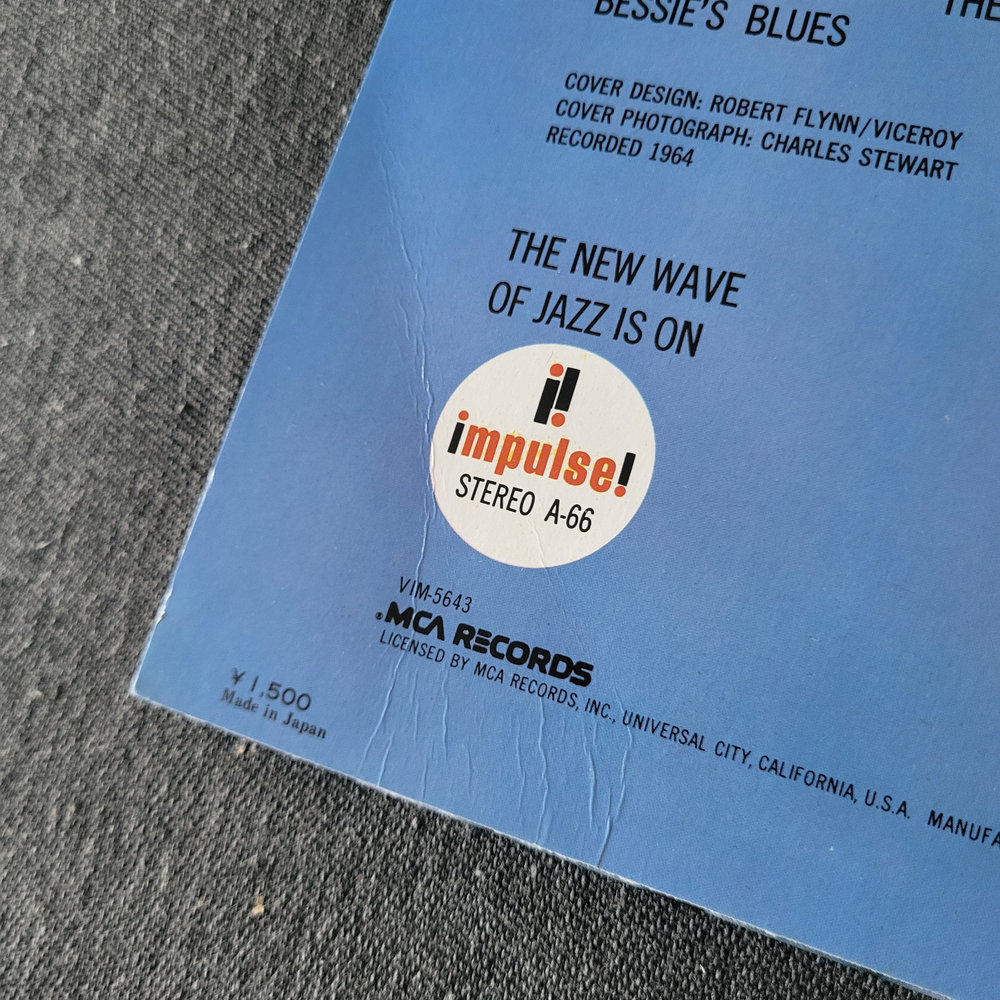 BESSIE'S BLUES
THE
COVER DESIGN: ROBERT FLYNN/VICEROY
COVER PHOTOGRAPH: CHARLES STEWART
RECORDED 1964
THE NEW WAVE
OF JAZZ IS ON
impulse!
STEREO A-66
VIM-5643
®MCA RECORDS
LICENSED BY MCA RECORDS, INC., UNIVERSAL CITY, CALIFORNIA, U.S.A. MANUFA
¥1,500
Made in Japan